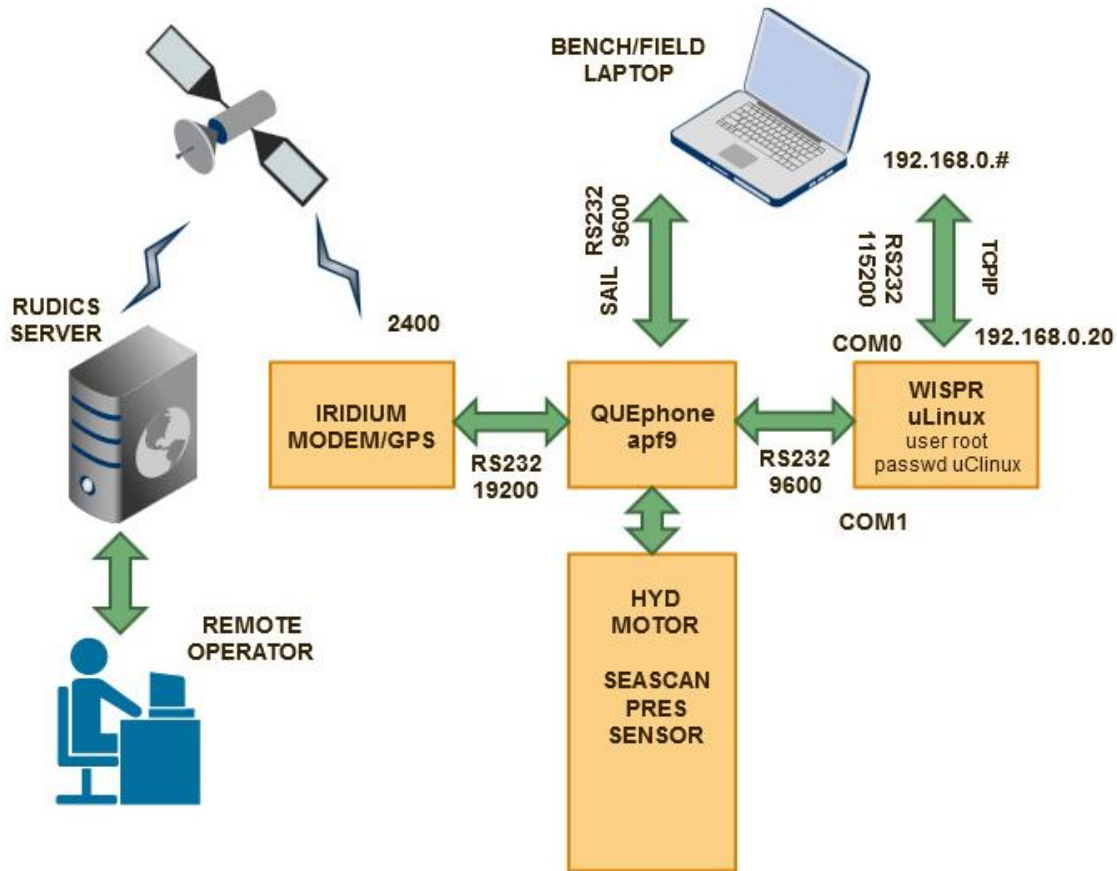 BENCH/FIELD
LAPTOP
192.168.0.#
RUDICS
SERVER
2400
SAIL
RS232
9600
RS232
115200
TCPIP
COM0
192.168.0.20
IRIDIUM
MODEM/GPS
RS232
19200
QUEphone
apf9
RS232
9600
WISPR
uLinux
user root
passwd uClinux
COM1
HYD
MOTOR
SEASCAN
PRES
SENSOR
REMOTE
OPERATOR